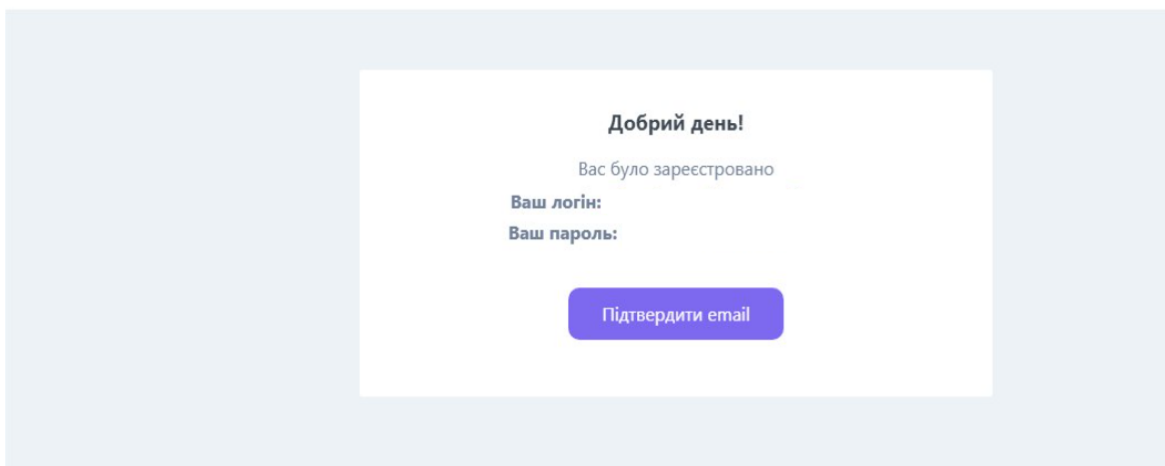 Добрий день!
Вас було зареєстровано
Ваш логін:
Ваш пароль:
Підтвердити email